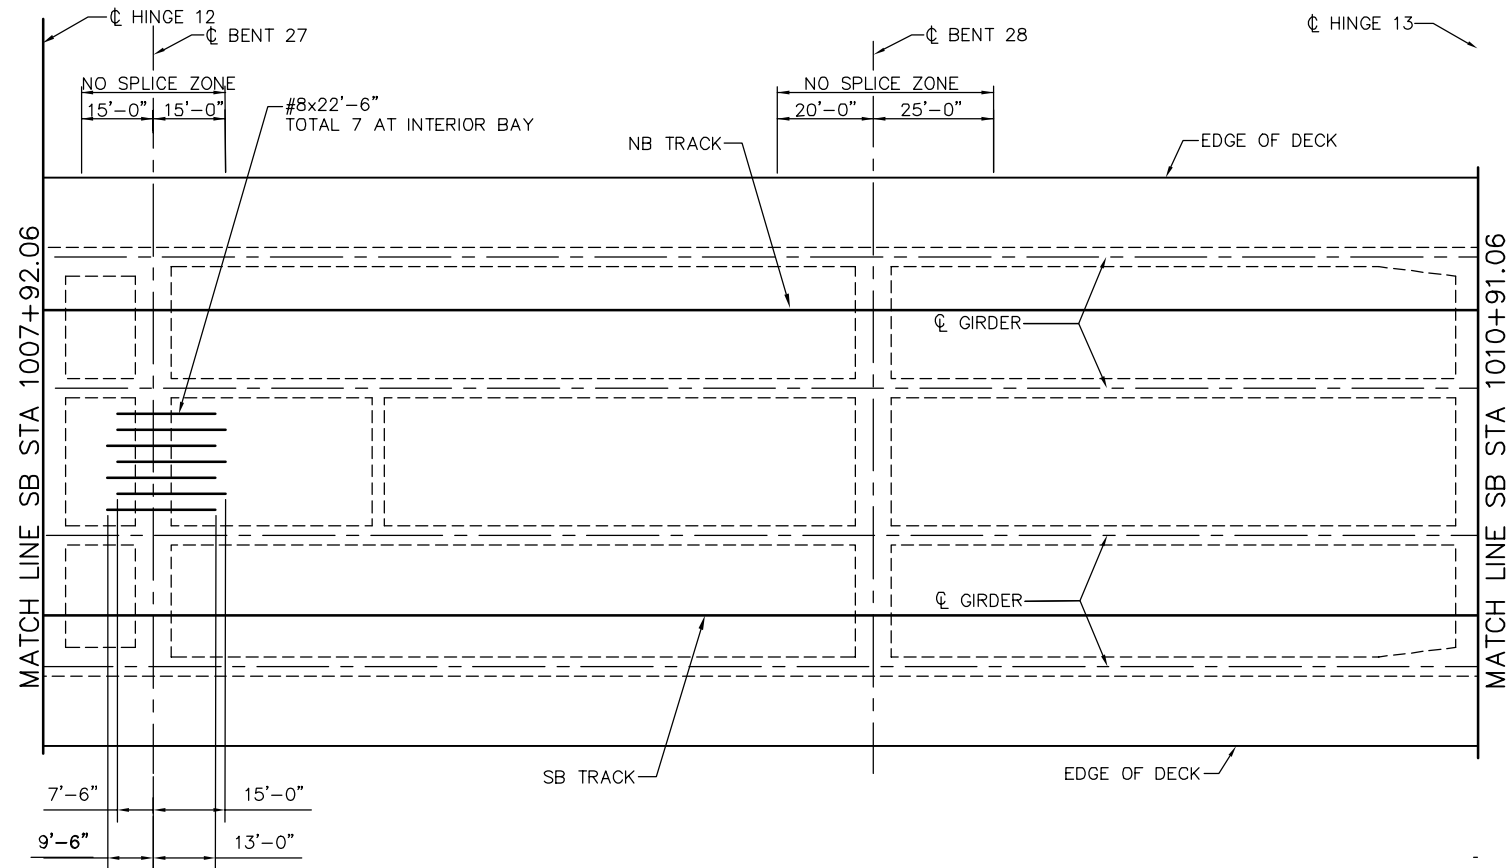 ℄ HINGE 12
℄ BENT 27
℄ BENT 28
℄ HINGE 13
NO SPLICE ZONE
15'-0" 15'-0"
#8x22'-6"
TOTAL 7 AT INTERIOR BAY
NO SPLICE ZONE
20'-0" 25'-0"
NB TRACK
EDGE OF DECK
MATCH LINE SB STA 1007+92.06
℄ GIRDER
MATCH LINE SB STA 1010+91.06
℄ GIRDER
SB TRACK
EDGE OF DECK
7'-6" 15'-0"
9'-6" 13'-0"